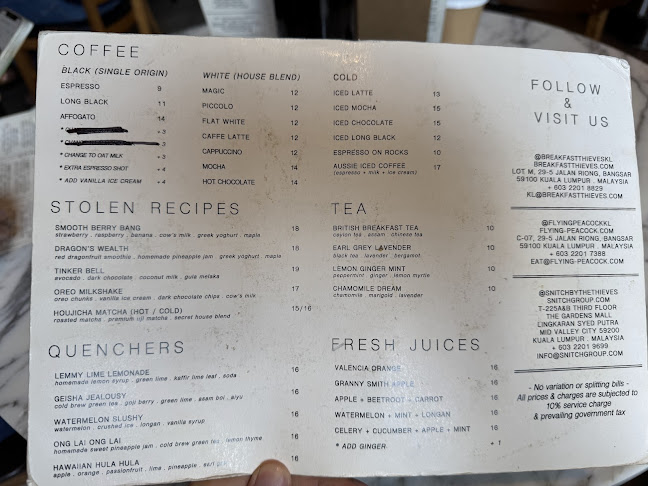 COFFEE
BLACK (SINGLE ORIGIN)
ESPRESSO 9
LONG BLACK 11
AFFOGATO 14
+ 3
+ 3
* CHANGE TO OAT MILK + 3
* EXTRA ESPRESSO SHOT + 4
* ADD VANILLA ICE CREAM + 4
WHITE (HOUSE BLEND)
MAGIC 12
PICCOLO 12
FLAT WHITE 12
CAFFE LATTE 12
CAPPUCCINO 12
MOCHA 14
HOT CHOCOLATE 14
COLD
ICED LATTE 13
ICED MOCHA 15
ICED CHOCOLATE 15
ICED LONG BLACK 12
ESPRESSO ON ROCKS 10
AUSSIE ICED COFFEE 17
(espresso + milk + ice cream)
STOLEN RECIPES
SMOOTH BERRY BANG 18
strawberry . raspberry . banana . cow's milk . greek yoghurt . maple
DRAGON'S WEALTH 18
red dragonfruit smoothie . homemade pineapple jam . greek yoghurt . maple
TINKER BELL 19
avocado . dark chocolate . coconut milk . gula melaka
OREO MILKSHAKE 17
oreo chunks . vanilla ice cream . dark chocolate chips . cow's milk
HOUJICHA MATCHA (HOT / COLD) 15/16
roasted matcha . premium uji matcha . secret house blend
TEA
BRITISH BREAKFAST TEA 10
ceylon tea . assam . chinese tea
EARL GREY LAVENDER 10
black tea . lavender . bergamot
LEMON GINGER MINT 10
peppermint . ginger . lemon myrtle
CHAMOMILE DREAM 10
chamomile . marigold . lavender
QUENCHERS
LEMMY LIME LEMONADE 16
homemade lemon syrup . green lime . kaffir lime leaf . soda
GEISHA JEALOUSY 16
cold brew green tea . goji berry . green lime . asam boi . aiyu
WATERMELON SLUSHY 16
watermelon . crushed ice . longan . vanilla syrup
ONG LAI ONG LAI 16
homemade sweet pineapple jam . cold brew green tea . lemon thyme
HAWAIIAN HULA HULA 16
apple . orange . passionfruit . lime . pineapple .
FRESH JUICES
VALENCIA ORANGE 16
GRANNY SMITH APPLE 16
APPLE + BEETROOT + CARROT 16
WATERMELON + MINT + LONGAN 16
CELERY + CUCUMBER + APPLE + MINT 16
* ADD GINGER + 1
FOLLOW
&
VISIT US
@BREAKFASTTHIEVESKL
BREAKFASTTHIEVES.COM
LOT M, 29-5 JALAN RIONG, BANGSAR
59100 KUALA LUMPUR . MALAYSIA
+ 603 2201 8829
KL@BREAKFASTTHIEVES.COM
@FLYINGPEACOCKKL
FLYING-PEACOCK.COM
C-07, 29-5 JALAN RIONG, BANGSAR
59100 KUALA LUMPUR . MALAYSIA
+ 603 2201 7388
EAT@FLYING-PEACOCK.COM
@SNITCHBYTHETHIEVES
SNITCHGROUP.COM
T-225A&B THIRD FLOOR
THE GARDENS MALL
LINGKARAN SYED PUTRA
MID VALLEY CITY 59200
KUALA LUMPUR . MALAYSIA
+ 603 2201 9699
INFO@SNITCHGROUP.COM
- No variation or splitting bills -
All prices & charges are subjected to
10% service charge
& prevailing government tax